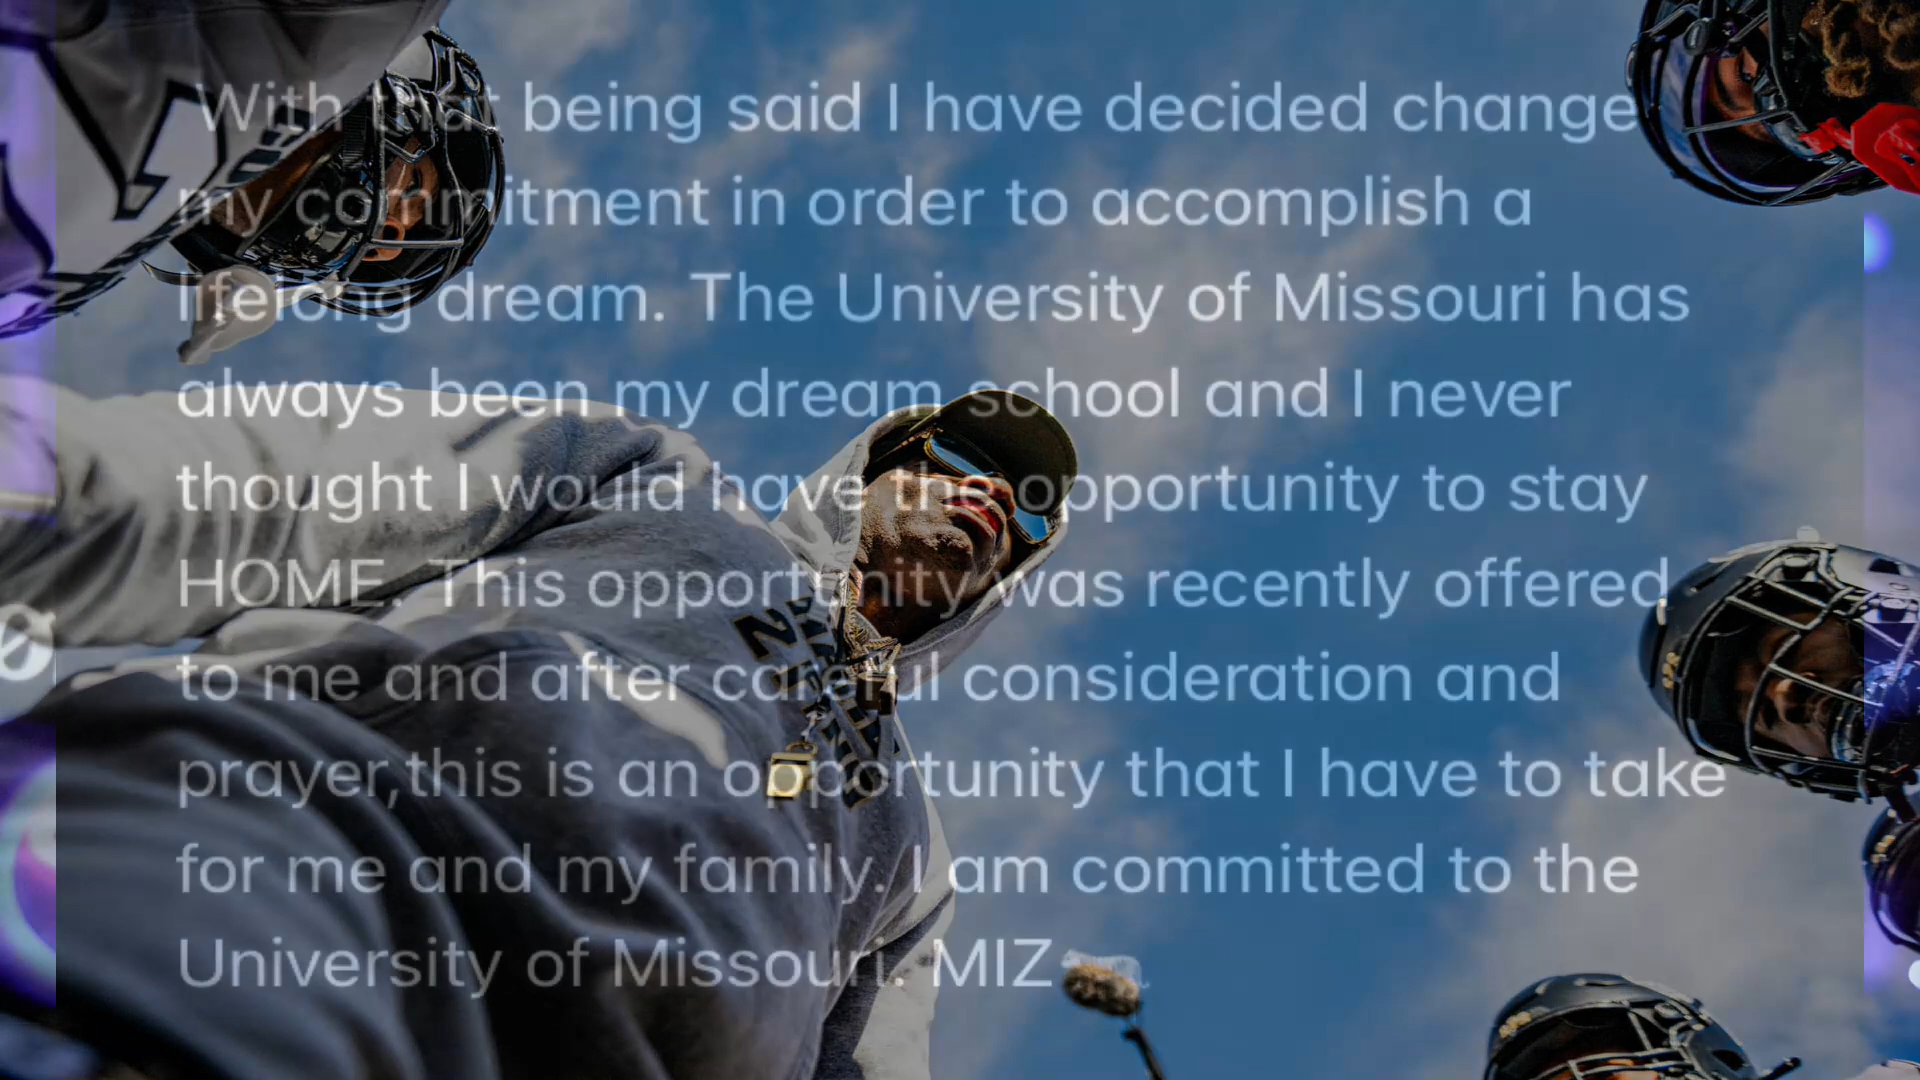 With that being said I have decided change
my commitment in order to accomplish a
lifelong dream. The University of Missouri has
always been my dream school and I never
thought I would have the opportunity to stay
HOME. This opportunity was recently offered
to me and after careful consideration and
prayer,this is an opportunity that I have to take
for me and my family. I am committed to the
University of Missouri. MIZ